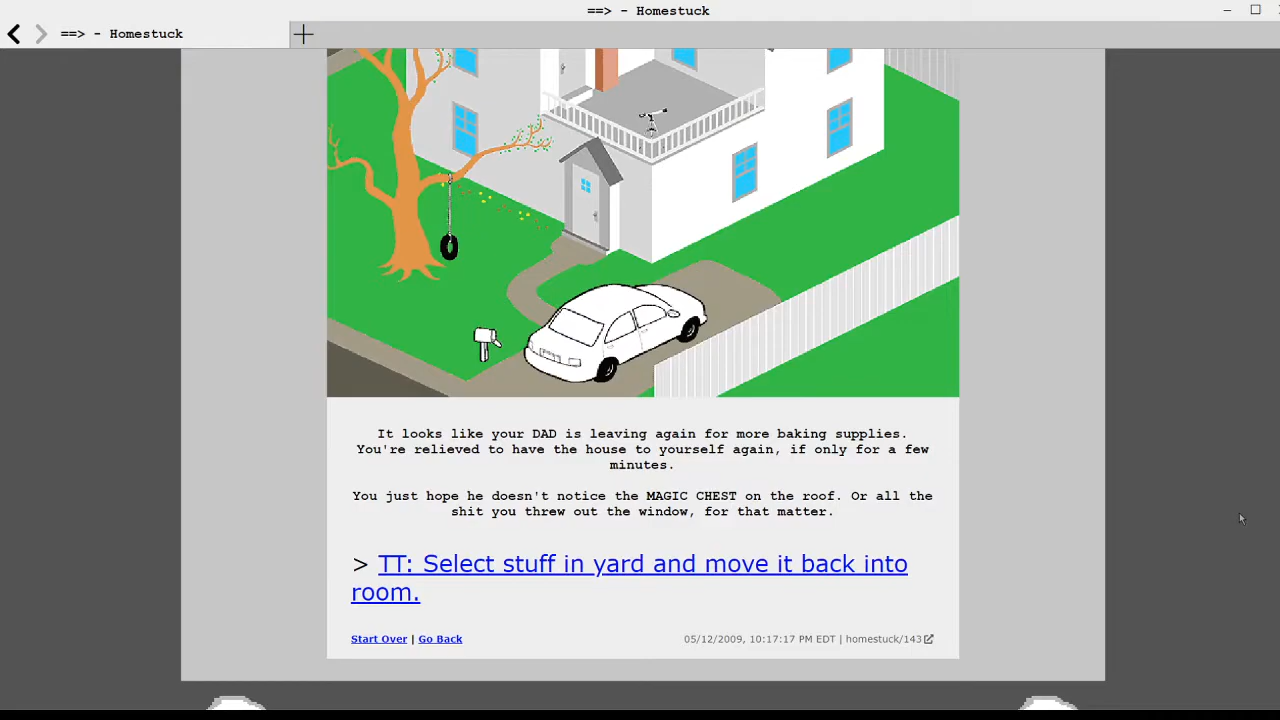 ==> - Homestuck
==> - Homestuck
It looks like your DAD is leaving again for more baking supplies.
You're relieved to have the house to yourself again, if only for a few
minutes.
You just hope he doesn't notice the MAGIC CHEST on the roof. Or all the
shit you threw out the window, for that matter.
> TT: Select stuff in yard and move it back into
room.
Start Over | Go Back
05/12/2009, 10:17:17 PM EDT | homestuck/143